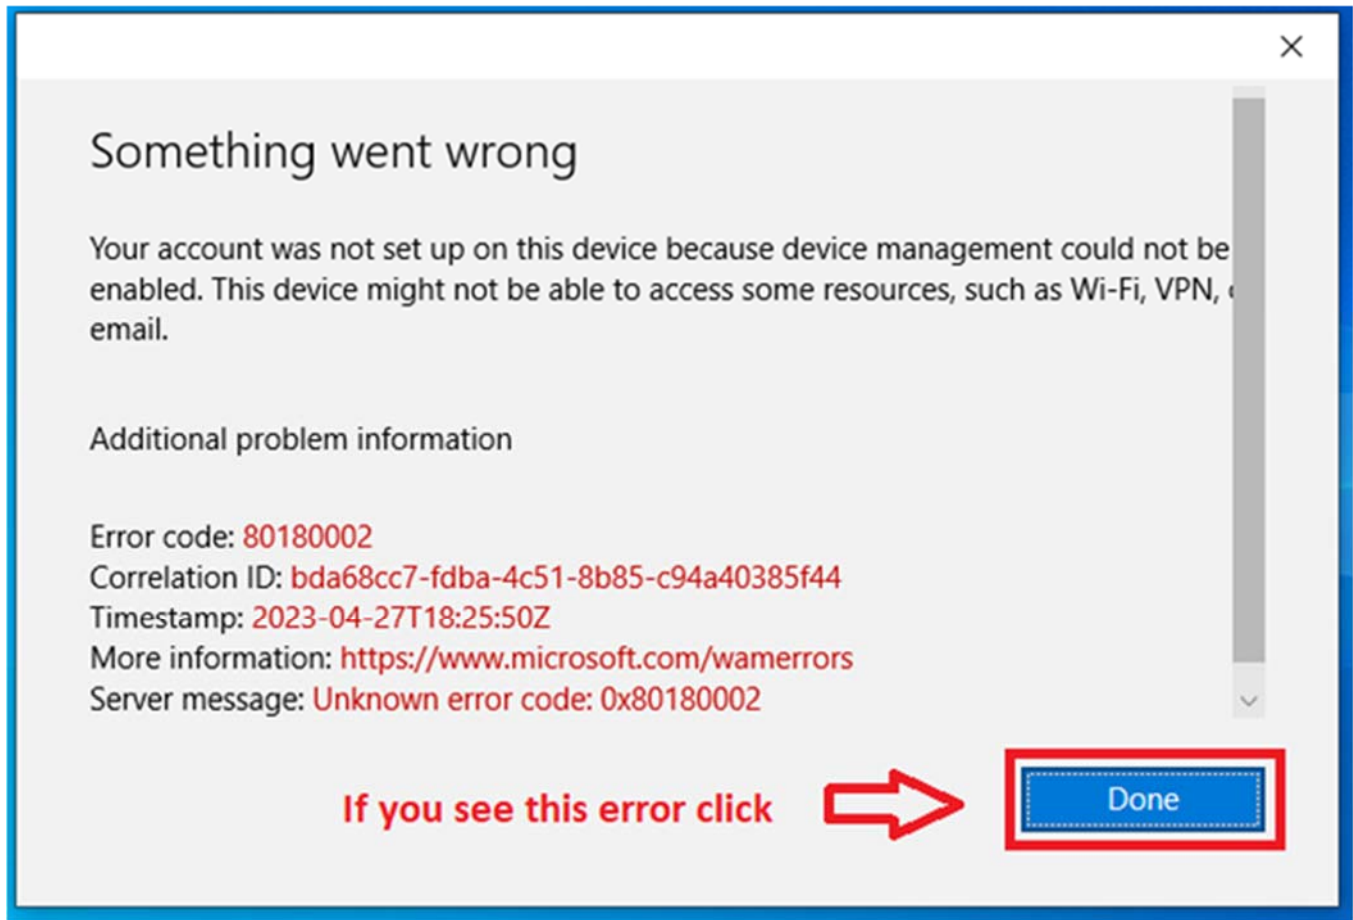 Something went wrong
Your account was not set up on this device because device management could not be
enabled. This device might not be able to access some resources, such as Wi-Fi, VPN,
email.
Additional problem information
Error code: 80180002
Correlation ID: bda68cc7-fdba-4c51-8b85-c94a40385f44
Timestamp: 2023-04-27T18:25:50Z
More information: https://www.microsoft.com/wamerrors
Server message: Unknown error code: 0x80180002
If you see this error click
Done